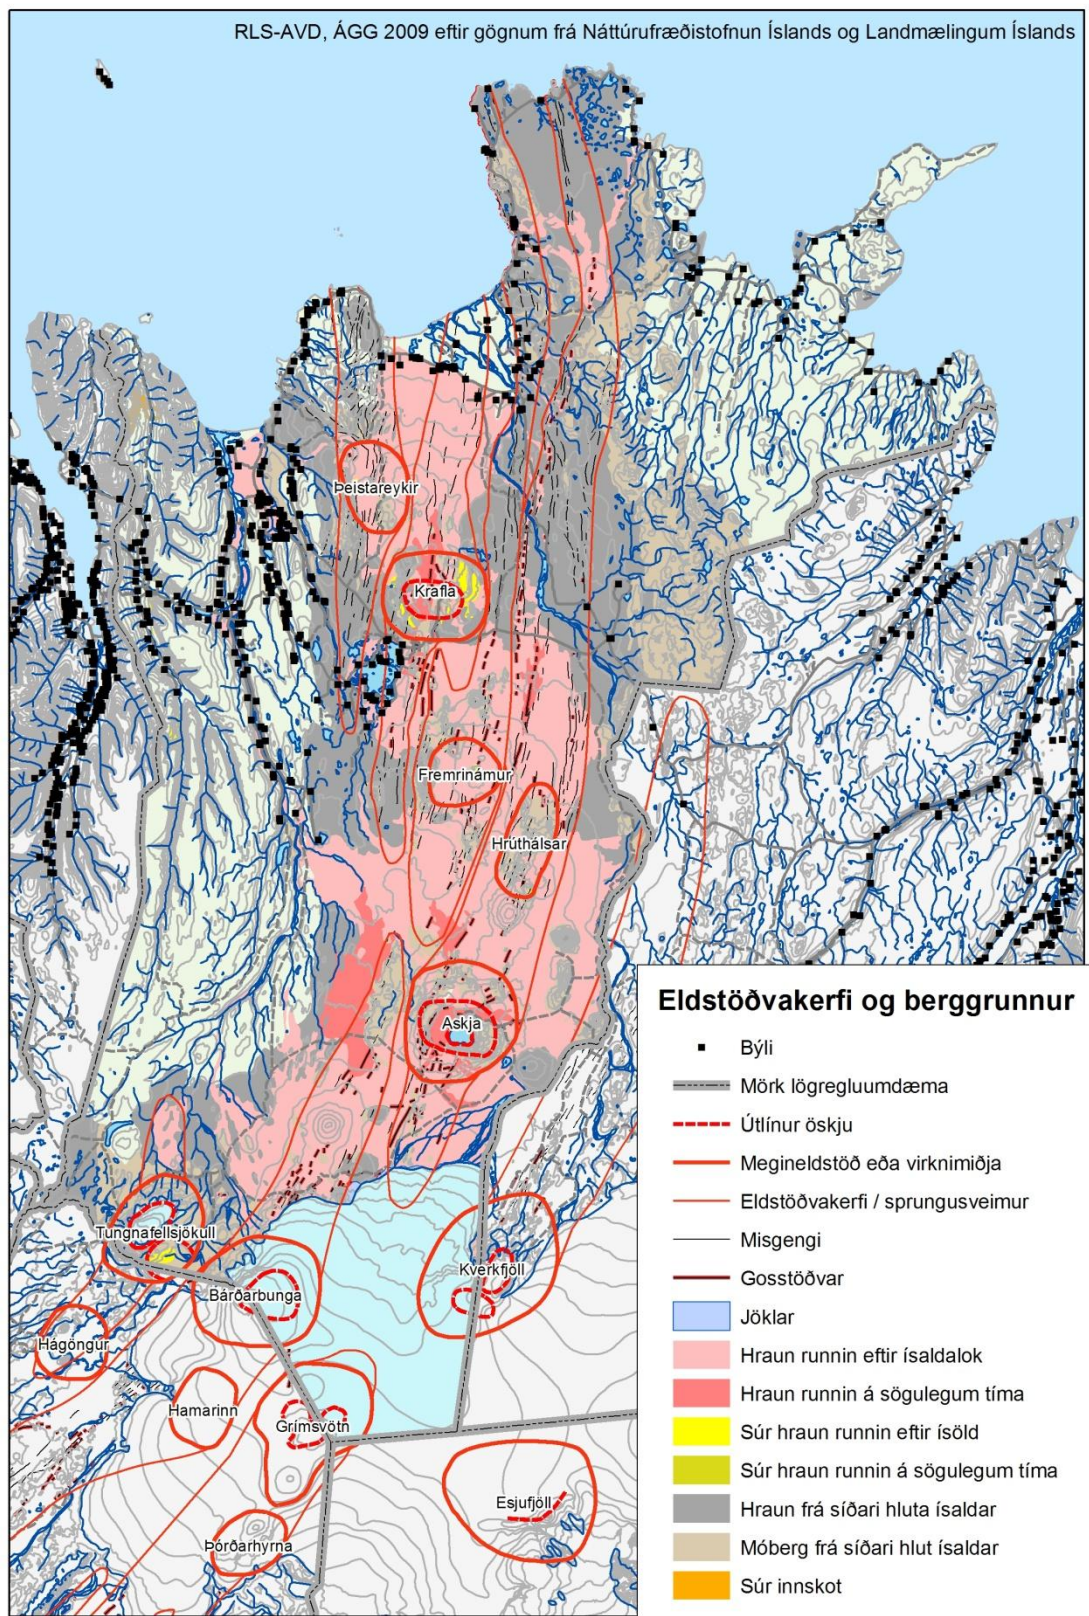 RLS-AVD, ÁGG 2009 eftir gögnum frá Náttúrufræðistofnun Íslands og Landmælingum Íslands
Þeistareykir
Krafla
Fremrinámur
Hrúthálsar
Askja
Tungnafellsjökull
Bárðarbunga
Kverkfjöll
Hágöngur
Hamarinn
Grímsvötn
Esjufjöll
Þórðarhyrna
Eldstöðvakerfi og berggrunnur
Býli
Mörk lögregluumdæma
Útlínur öskju
Megineldstöð eða virknimiðja
Eldstöðvakerfi / sprungusveimur
Misgengi
Gosstöðvar
Jöklar
Hraun runnin eftir ísaldalok
Hraun runnin á sögulegum tíma
Súr hraun runnin eftir ísöld
Súr hraun runnin á sögulegum tíma
Hraun frá síðari hluta ísaldar
Móberg frá síðari hlut ísaldar
Súr innskot